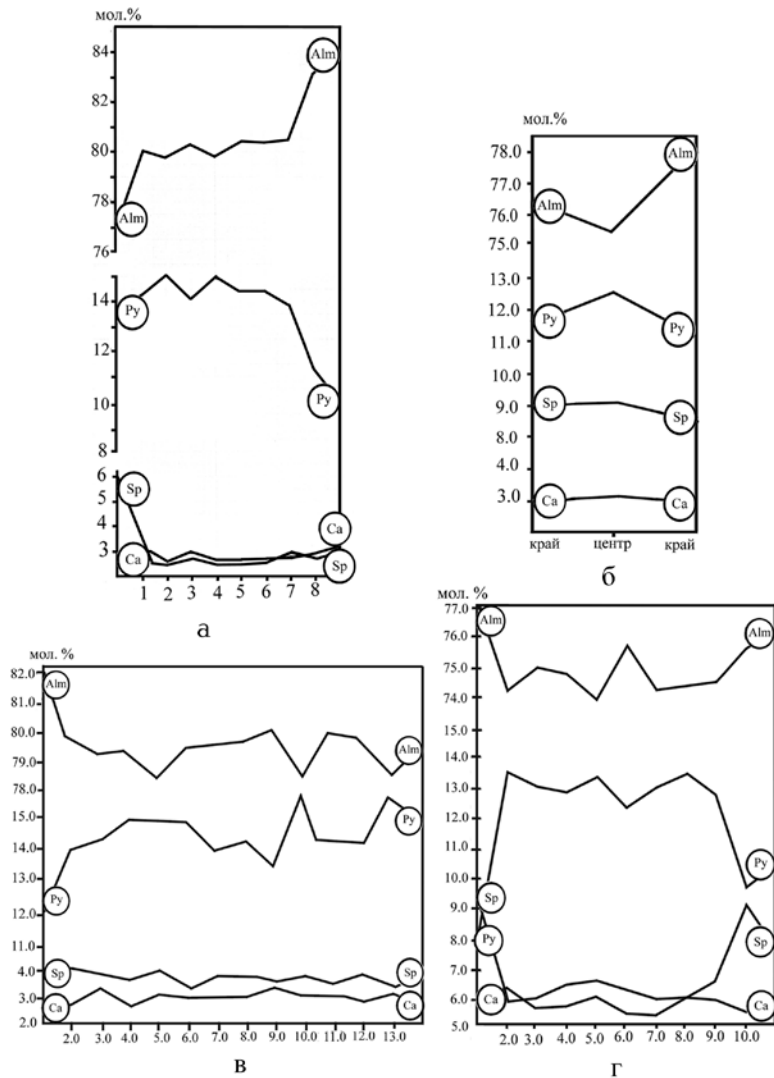 мол.%
84
82
80
78
76
14
12
10
8
6
5
4
3
1 2 3 4 5 6 7 8
Alm
Alm
Py
Py
Sp
Ca
Ca
Sp
а
мол.%
78.0
77.0
76.0
75.0
13.0
12.0
11.0
10.0
9.0
8.0
4.0
3.0
Alm
Alm
Py
Py
Sp
Sp
Ca
Ca
край центр край
б
мол. %
82.0
81.0
80.0
79.0
78.0
15.0
14.0
13.0
12.0
11.0
4.0
3.0
2.0
2.0 3.0 4.0 5.0 6.0 7.0 8.0 9.0 10.0 11.0 12.0 13.0
Alm
Alm
Py
Py
Sp
Sp
Ca
Ca
в
мол. %
77.0
76.0
75.0
74.0
15.0
14.0
13.0
12.0
11.0
10.0
9.0
8.0
7.0
6.0
5.0
2.0 3.0 4.0 5.0 6.0 7.0 8.0 9.0 10.0
Alm
Alm
Py
Sp
Py
Sp
Ca
Ca
г